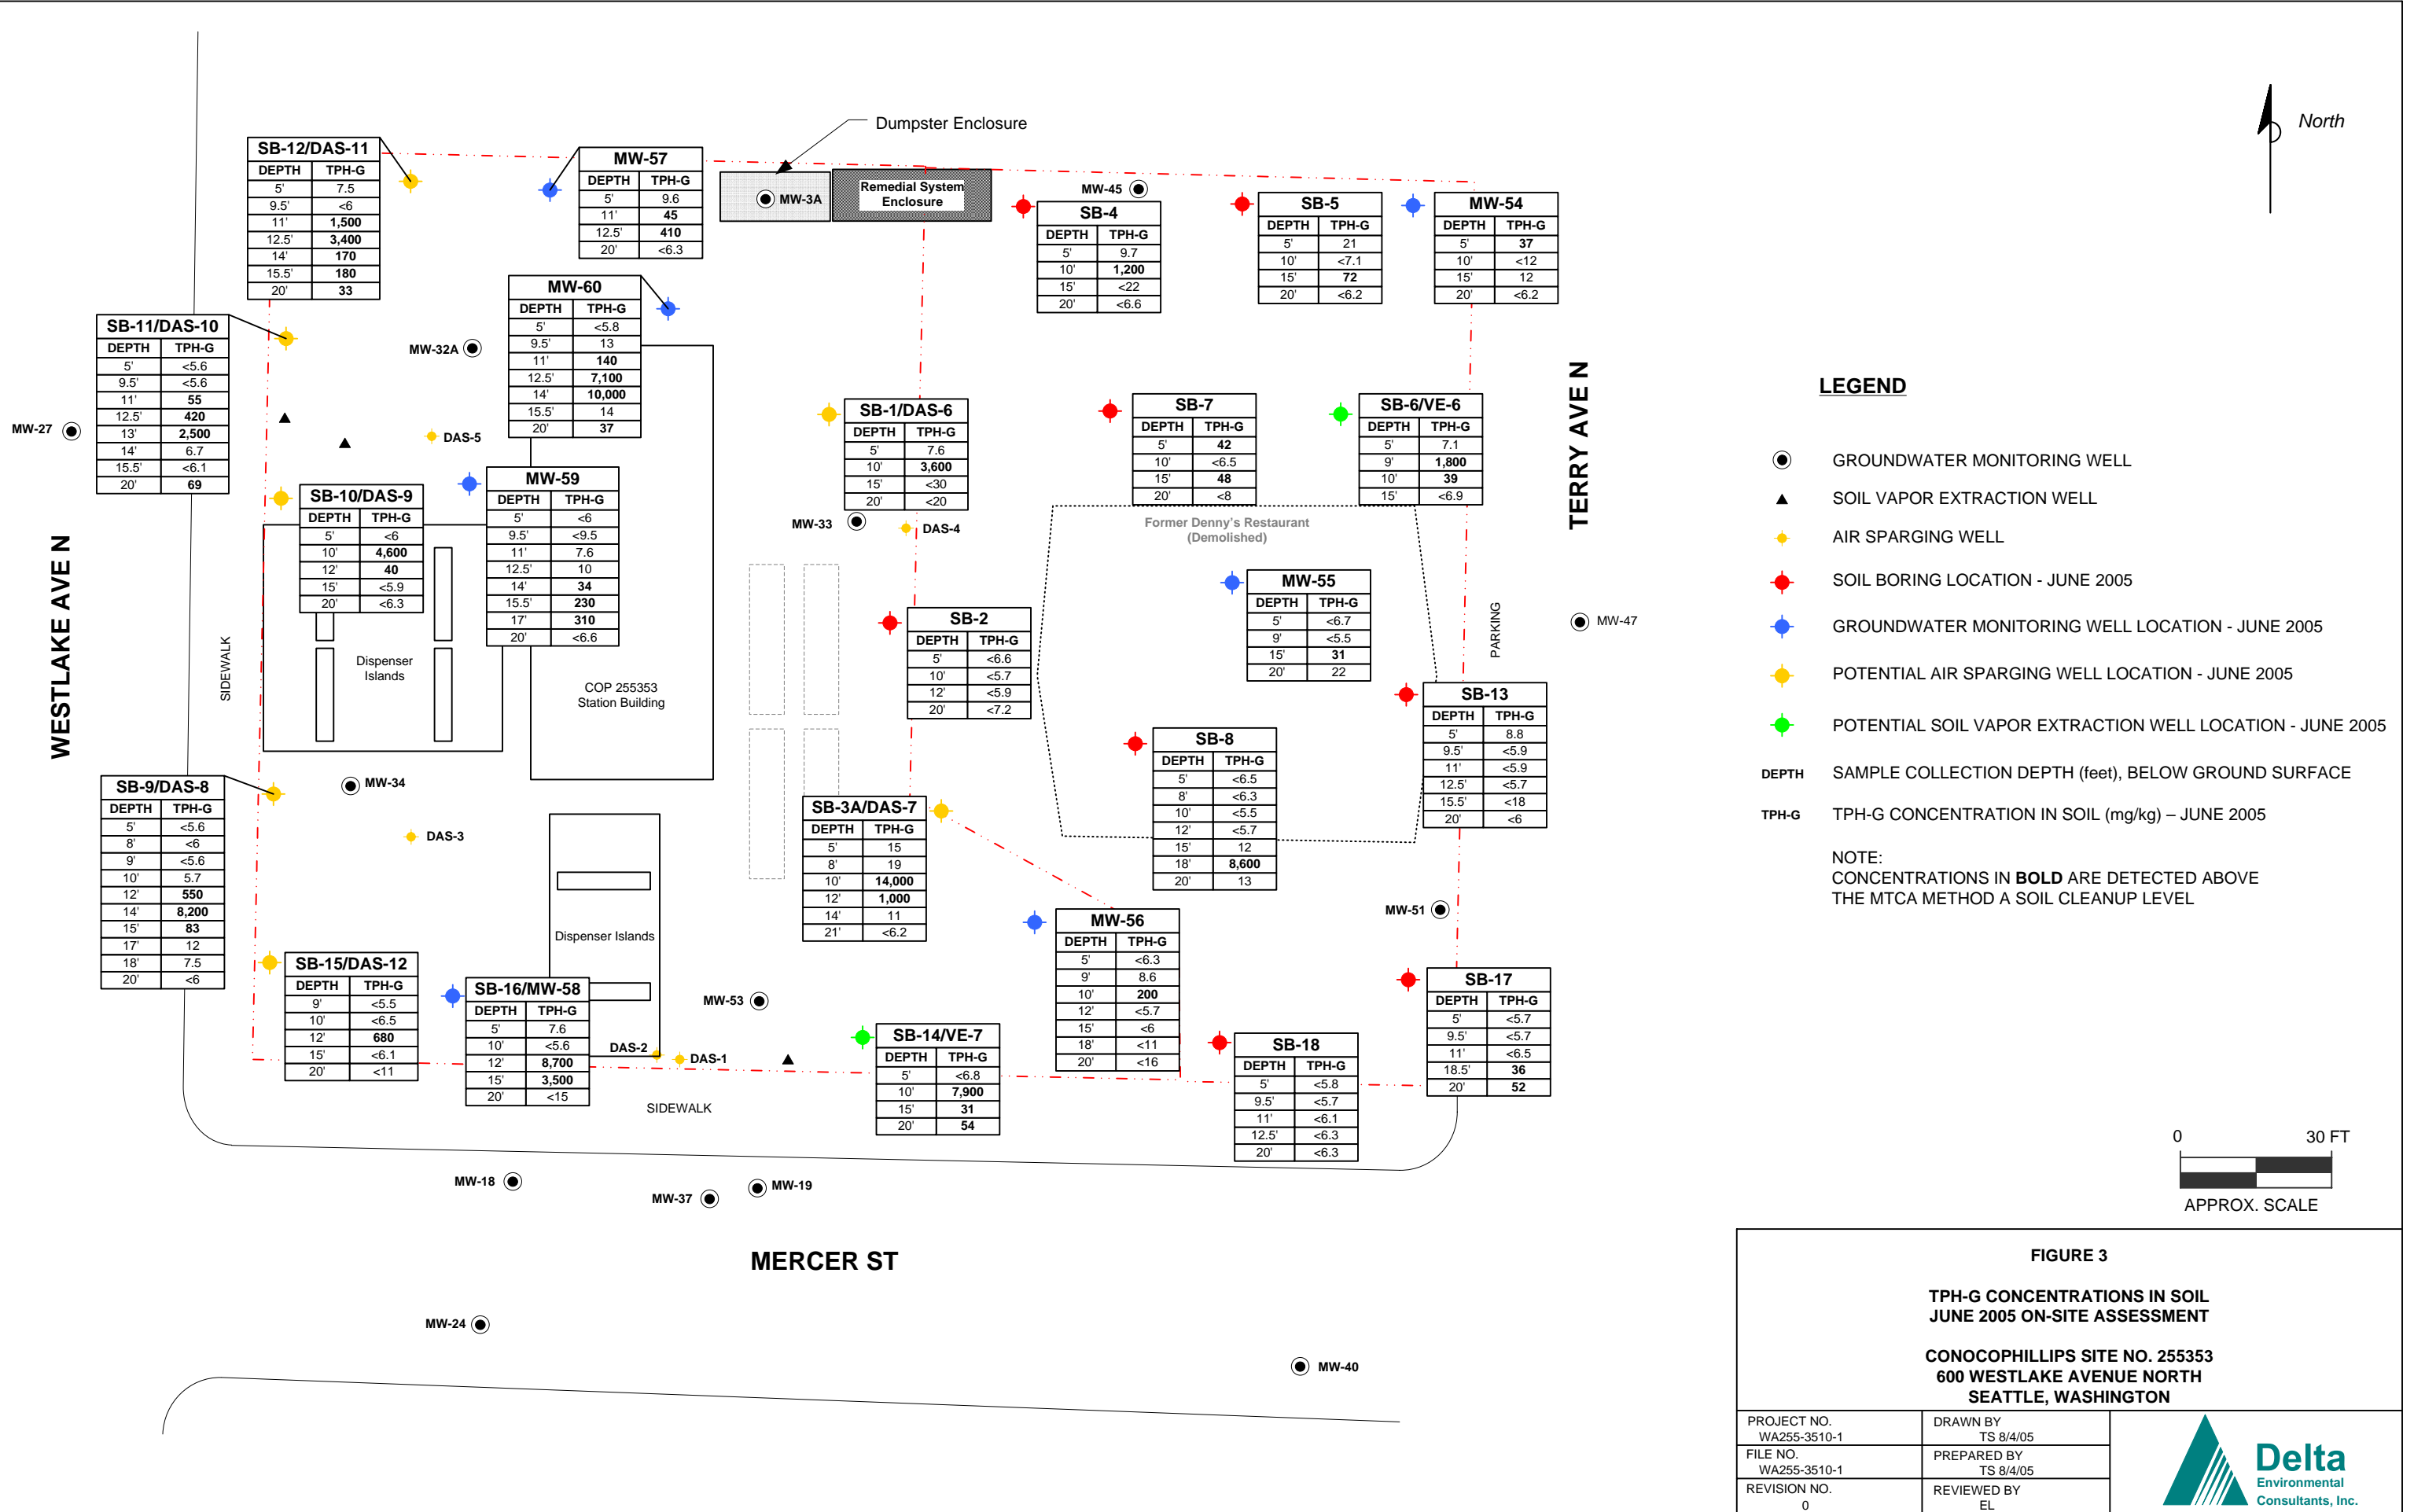 Dumpster Enclosure
North
SB-12/DAS-11
DEPTH TPH-G
5' 7.5
9.5' <6
11' 1,500
12.5' 3,400
14' 170
15.5' 180
20' 33
MW-57
DEPTH TPH-G
5' 9.6
11' 45
12.5' 410
20' <6.3
MW-3A
Remedial System
Enclosure
MW-45
SB-4
DEPTH TPH-G
5' 9.7
10' 1,200
15' <22
20' <6.6
SB-5
DEPTH TPH-G
5' 21
10' <7.1
15' 72
20' <6.2
MW-54
DEPTH TPH-G
5' 37
10' <12
15' 12
20' <6.2
MW-60
DEPTH TPH-G
5' <5.8
9.5' 13
11' 140
12.5' 7,100
14' 10,000
15.5' 14
20' 37
SB-11/DAS-10
DEPTH TPH-G
5' <5.6
9.5' <5.6
11' 55
12.5' 420
13' 2,500
14' 6.7
15.5' <6.1
20' 69
MW-32A
MW-27
DAS-5
SB-1/DAS-6
DEPTH TPH-G
5' 7.6
10' 3,600
15' <30
20' <20
SB-7
DEPTH TPH-G
5' 42
10' <6.5
15' 48
20' <8
SB-6/VE-6
DEPTH TPH-G
5' 7.1
9' 1,800
10' 39
15' <6.9
TERRY AVE N
MW-59
DEPTH TPH-G
5' <6
9.5' <9.5
11' 7.6
12.5' 10
14' 34
15.5' 230
17' 310
20' <6.6
SB-10/DAS-9
DEPTH TPH-G
5' <6
10' 4,600
12' 40
15' <5.9
20' <6.3
MW-33
DAS-4
Former Denny's Restaurant
(Demolished)
MW-55
DEPTH TPH-G
5' <6.7
9' <5.5
15' 31
20' 22
WESTLAKE AVE N
SIDEWALK
Dispenser
Islands
COP 255353
Station Building
SB-2
DEPTH TPH-G
5' <6.6
10' <5.7
12' <5.9
20' <7.2
PARKING
MW-47
SB-13
DEPTH TPH-G
5' 8.8
9.5' <5.9
11' <5.9
12.5' <5.7
15.5' <18
20' <6
SB-8
DEPTH TPH-G
5' <6.5
8' <6.3
10' <5.5
12' <5.7
15' 12
18' 8,600
20' 13
SB-9/DAS-8
DEPTH TPH-G
5' <5.6
8' <6
9' <5.6
10' 5.7
12' 550
14' 8,200
15' 83
17' 12
18' 7.5
20' <6
MW-34
DAS-3
SB-3A/DAS-7
DEPTH TPH-G
5' 15
8' 19
10' 14,000
12' 1,000
14' 11
21' <6.2
MW-51
MW-56
DEPTH TPH-G
5' <6.3
9' 8.6
10' 200
12' <5.7
15' <6
18' <11
20' <16
Dispenser Islands
SB-15/DAS-12
DEPTH TPH-G
9' <5.5
10' <6.5
12' 680
15' <6.1
20' <11
SB-16/MW-58
DEPTH TPH-G
5' 7.6
10' <5.6
12' 8,700
15' 3,500
20' <15
MW-53
DAS-2
DAS-1
SIDEWALK
SB-14/VE-7
DEPTH TPH-G
5' <6.8
10' 7,900
15' 31
20' 54
SB-18
DEPTH TPH-G
5' <5.8
9.5' <5.7
11' <6.1
12.5' <6.3
20' <6.3
SB-17
DEPTH TPH-G
5' <5.7
9.5' <5.7
11' <6.5
18.5' 36
20' 52
MW-18
MW-37
MW-19
MERCER ST
MW-24
MW-40
LEGEND
GROUNDWATER MONITORING WELL
SOIL VAPOR EXTRACTION WELL
AIR SPARGING WELL
SOIL BORING LOCATION - JUNE 2005
GROUNDWATER MONITORING WELL LOCATION - JUNE 2005
POTENTIAL AIR SPARGING WELL LOCATION - JUNE 2005
POTENTIAL SOIL VAPOR EXTRACTION WELL LOCATION - JUNE 2005
DEPTH SAMPLE COLLECTION DEPTH (feet), BELOW GROUND SURFACE
TPH-G TPH-G CONCENTRATION IN SOIL (mg/kg) – JUNE 2005
NOTE:
CONCENTRATIONS IN BOLD ARE DETECTED ABOVE
THE MTCA METHOD A SOIL CLEANUP LEVEL
0 30 FT
APPROX. SCALE
FIGURE 3
TPH-G CONCENTRATIONS IN SOIL
JUNE 2005 ON-SITE ASSESSMENT
CONOCOPHILLIPS SITE NO. 255353
600 WESTLAKE AVENUE NORTH
SEATTLE, WASHINGTON
PROJECT NO.
WA255-3510-1
DRAWN BY
TS 8/4/05
FILE NO.
WA255-3510-1
PREPARED BY
TS 8/4/05
REVISION NO.
0
REVIEWED BY
EL
Delta
Environmental
Consultants, Inc.